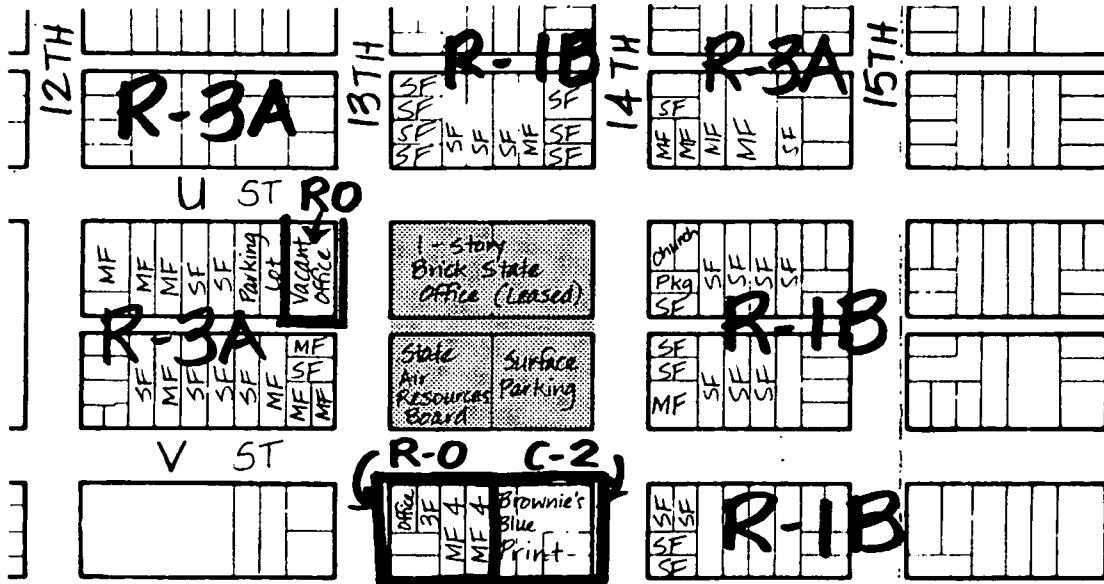 12TH
13TH
14TH
15TH
R-3A
R-1B
R-3A
SF
SF
SF
SF
SF
SF
SF
MF
SF
SF
SF
SF
MF
MF
MF
MF
SF
U ST
RO
MF
MF
MF
SF
SF
Parking
Lot
Vacant
Office
1-Story
Brick State
Office (Leased)
Church
Pkg
SF
SF
SF
SF
SF
R-3A
R-1B
SF
MF
SF
SF
SF
MF
MF
SF
MF
MF
State
Air
Resources
Board
Surface
Parking
SF
SF
MF
SF
SF
SF
V ST
R-O
C-2
Office
3F
MF 4
MF 4
Brownie's
Blue
Print
SF
SF
SF
SF
R-1B